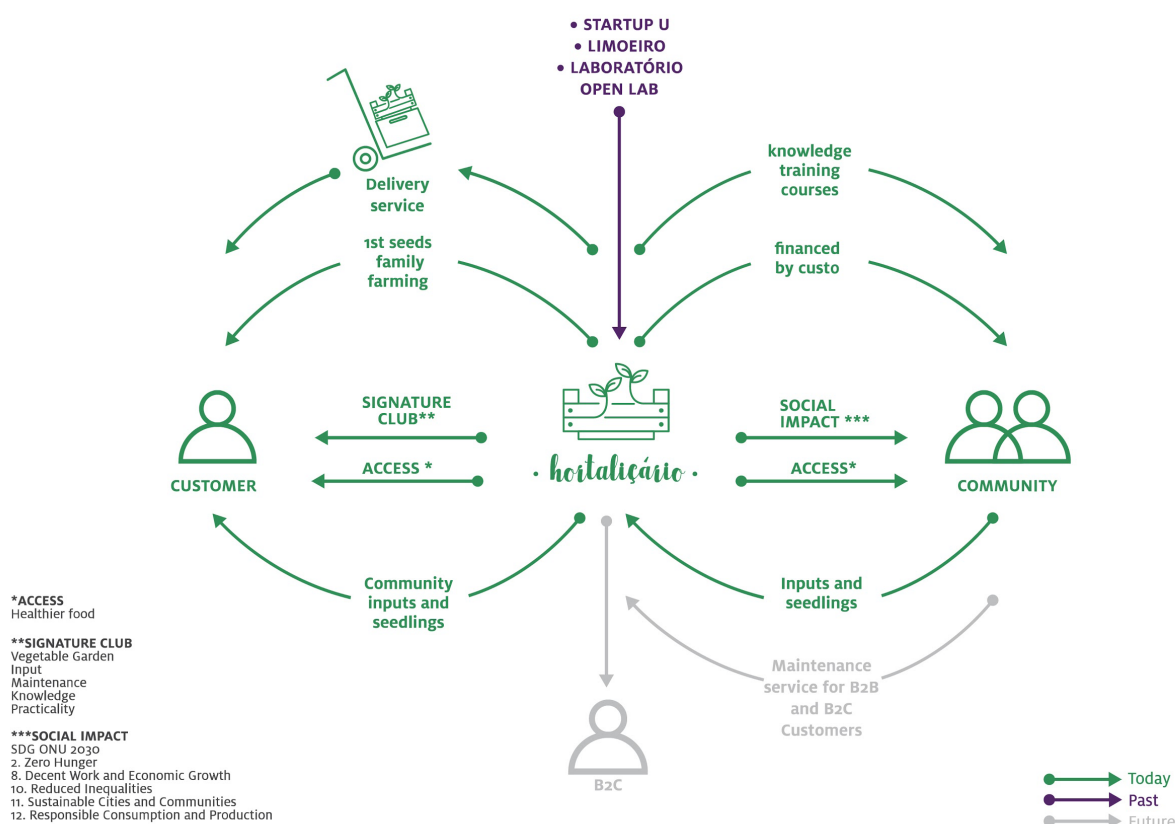 • STARTUP U
• LIMOEIRO
• LABORATÓRIO
OPEN LAB
Delivery
service
knowledge
training
courses
1st seeds
family
farming
financed
by custo
SIGNATURE
CLUB**
SOCIAL
IMPACT ***
ACCESS *
· hortaliçário ·
ACCESS*
CUSTOMER
COMMUNITY
Community
inputs and
seedlings
Inputs and
seedlings
Maintenance
service for B2B
and B2C
Customers
B2C
*ACCESS
Healthier food
**SIGNATURE CLUB
Vegetable Garden
Input
Maintenance
Knowledge
Practicality
***SOCIAL IMPACT
SDG ONU 2030
2. Zero Hunger
8. Decent Work and Economic Growth
10. Reduced Inequalities
11. Sustainable Cities and Communities
12. Responsible Consumption and Production
Today
Past
Future